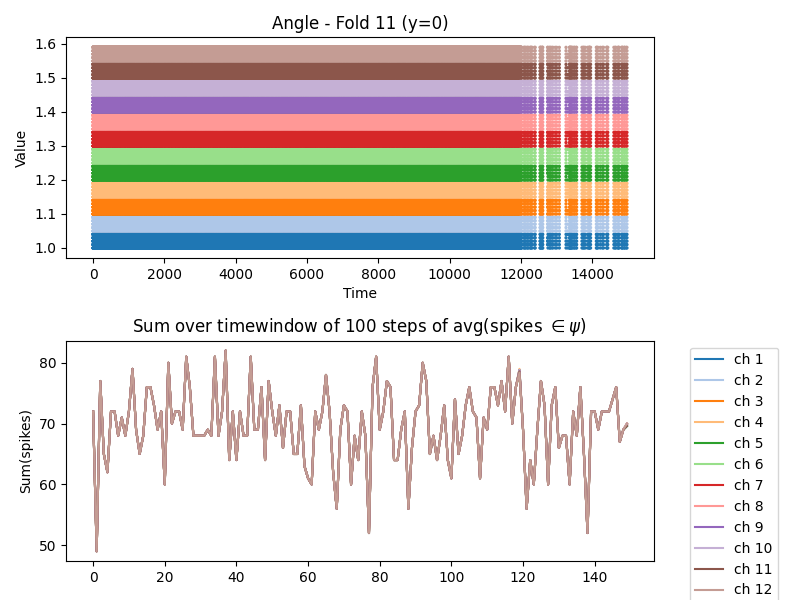 Angle - Fold 11 (y=0)
1.6
1.5
1.4
1.3
1.2
1.1
1.0
Value
0 2000 4000 6000 8000 10000 12000 14000
Time
Sum over timewindow of 100 steps of avg(spikes ∈ ψ)
80
70
60
50
Sum(spikes)
0 20 40 60 80 100 120 140
ch 1
ch 2
ch 3
ch 4
ch 5
ch 6
ch 7
ch 8
ch 9
ch 10
ch 11
ch 12